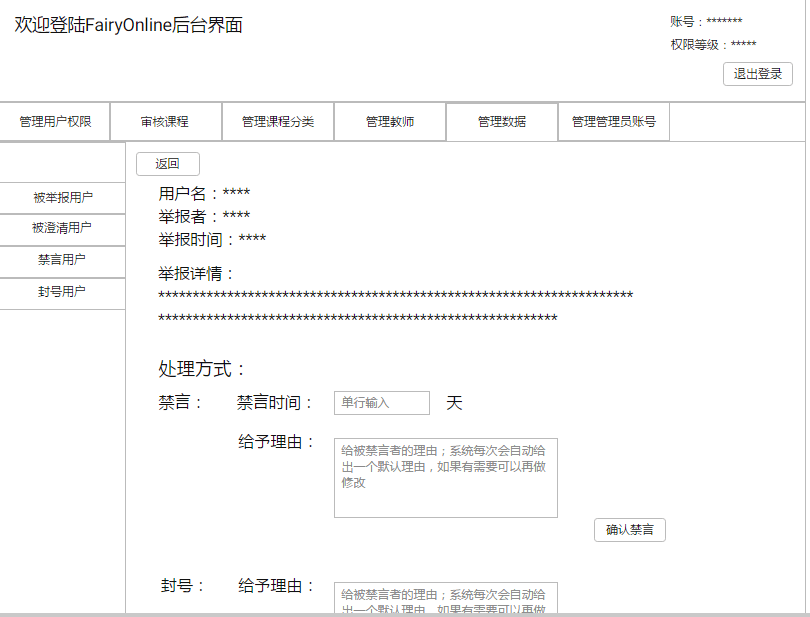 欢迎登陆FairyOnline后台界面
账号：*******
权限等级：*****
退出登录
管理用户权限
审核课程
管理课程分类
管理教师
管理数据
管理管理员账号
被举报用户
被澄清用户
禁言用户
封号用户
返回
用户名：****
举报者：****
举报时间：****
举报详情：
*********************************************************************
**********************************************************
处理方式：
禁言：
禁言时间：
单行输入
天
给予理由：
给被禁言者的理由；系统每次会自动给
出一个默认理由，如果有需要可以再做
修改
确认禁言
封号：
给予理由：
给被禁言者的理由；系统每次会自动给
出一个默认理由，如果有需要可以再做